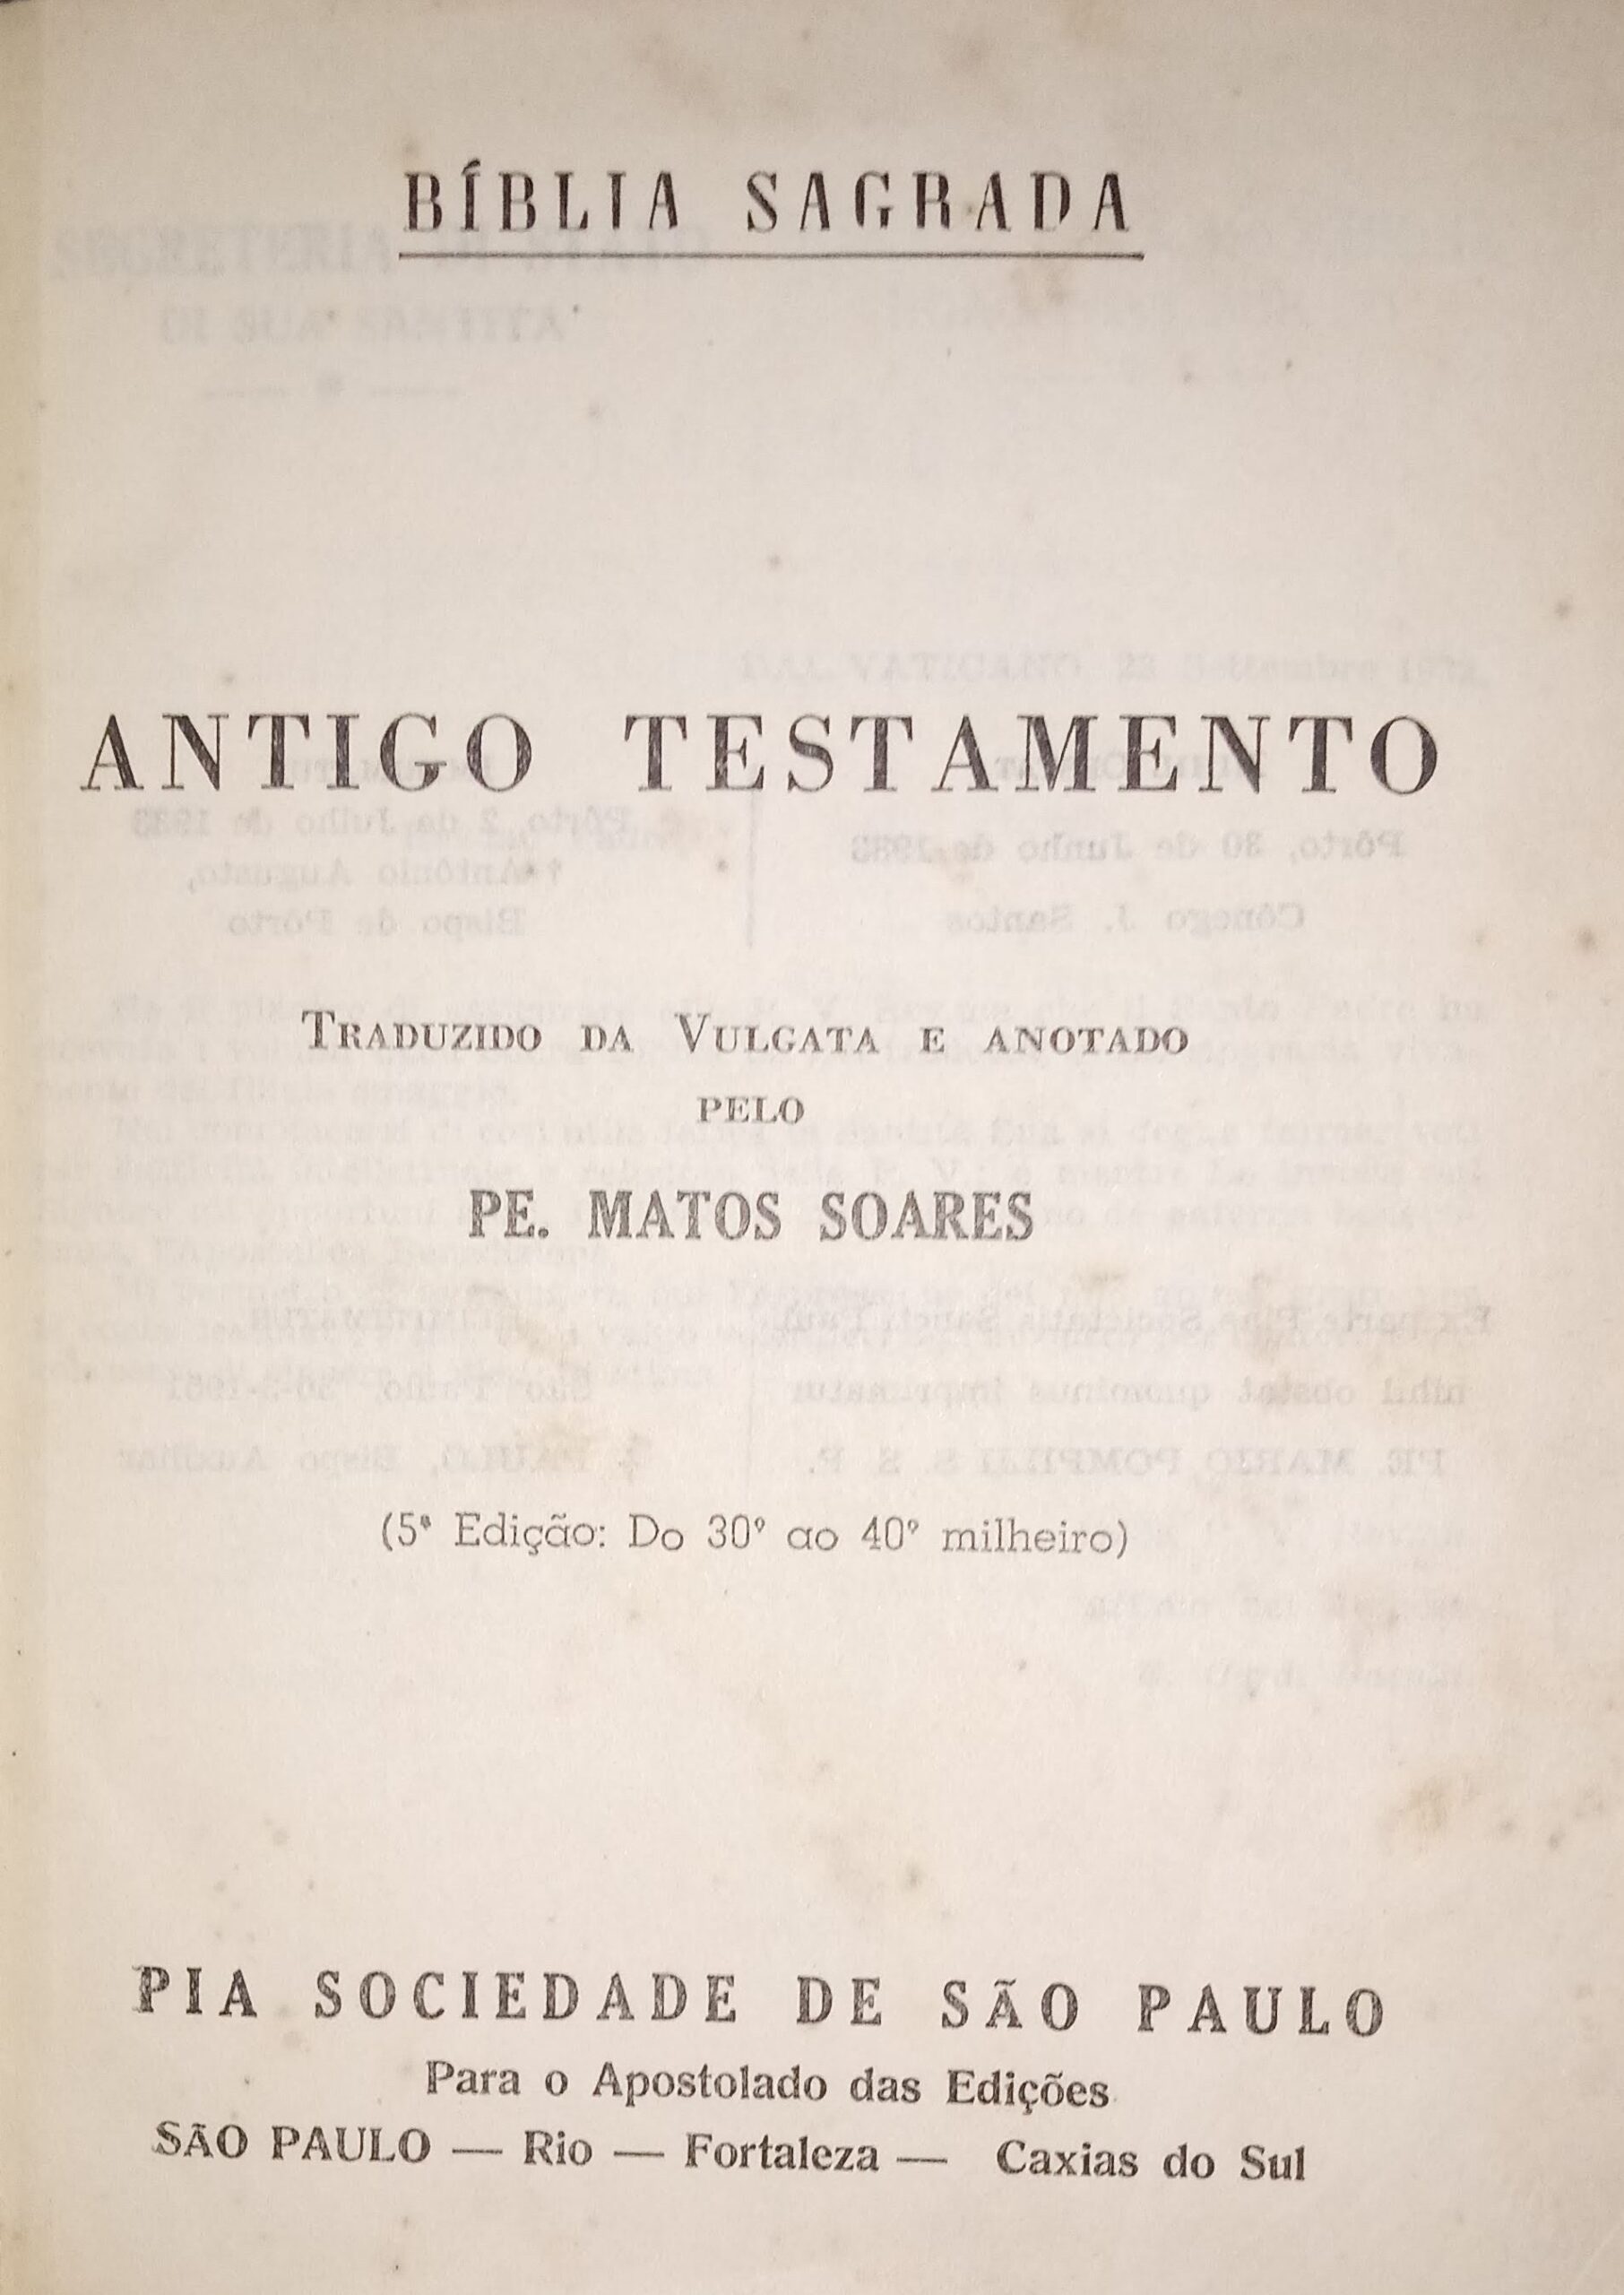 BÍBLIA SAGRADA
ANTIGO TESTAMENTO
TRADUZIDO DA VULGATA E ANOTADO
PELO
PE. MATOS SOARES
(5ª Edição: Do 30º ao 40º milheiro)
PIA SOCIEDADE DE SÃO PAULO
Para o Apostolado das Edições
SÃO PAULO — Rio — Fortaleza — Caxias do Sul